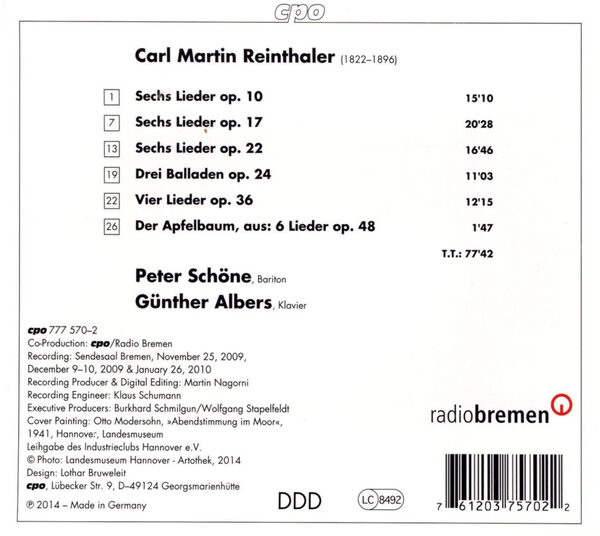 cpo
Carl Martin Reinthaler (1822–1896)
1 Sechs Lieder op. 10 15'10
7 Sechs Lieder op. 17 20'28
13 Sechs Lieder op. 22 16'46
19 Drei Balladen op. 24 11'03
22 Vier Lieder op. 36 12'15
26 Der Apfelbaum, aus: 6 Lieder op. 48 1'47
T.T.: 77'42
Peter Schöne, Bariton
Günther Albers, Klavier
cpo 777 570–2
Co-Production: cpo/Radio Bremen
Recording: Sendesaal Bremen, November 25, 2009,
December 9–10, 2009 & January 26, 2010
Recording Producer & Digital Editing: Martin Nagorni
Recording Engineer: Klaus Schumann
Executive Producers: Burkhard Schmilgun/Wolfgang Stapelfeldt
Cover Painting: Otto Modersohn, »Abendstimmung im Moor«,
1941, Hannover, Landesmuseum
Leihgabe des Industrieclubs Hannover e.V.
© Photo: Landesmuseum Hannover - Artothek, 2014
Design: Lothar Bruweleit
cpo, Lübecker Str. 9, D–49124 Georgsmarienhütte
℗ 2014 – Made in Germany
DDD
LC 8492
radiobremen
7 61203 75702 2